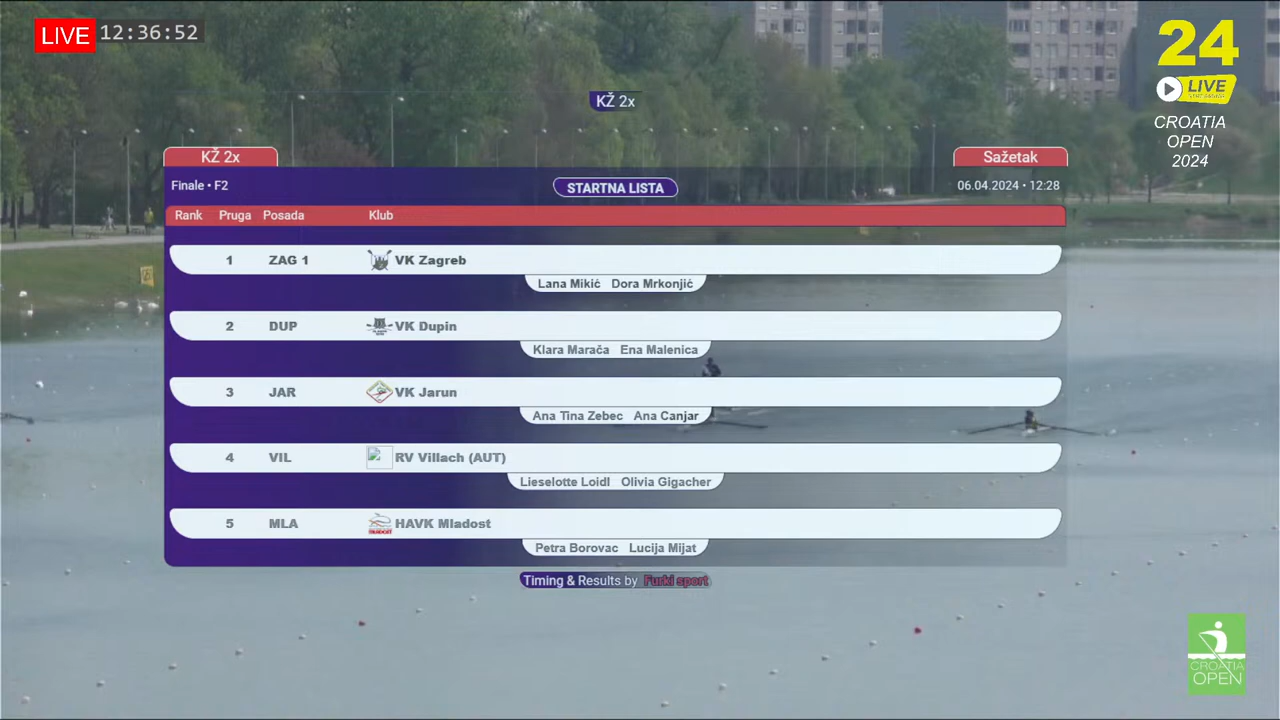 LIVE 12:36:52
24
LIVE
CROATIA
OPEN
2024
KŽ 2x
KŽ 2x
Sažetak
Finale • F2
STARTNA LISTA
06.04.2024 • 12:28
Rank Pruga Posada Klub
1 ZAG 1 VK Zagreb
Lana Mikić Dora Mrkonjić
2 DUP VK Dupin
Klara Marača Ena Malenica
3 JAR VK Jarun
Ana Tina Zebec Ana Canjar
4 VIL RV Villach (AUT)
Lieselotte Loidl Olivia Gigacher
5 MLA HAVK Mladost
Petra Borovac Lucija Mijat
Timing & Results by Furki sport
CROATIA
OPEN